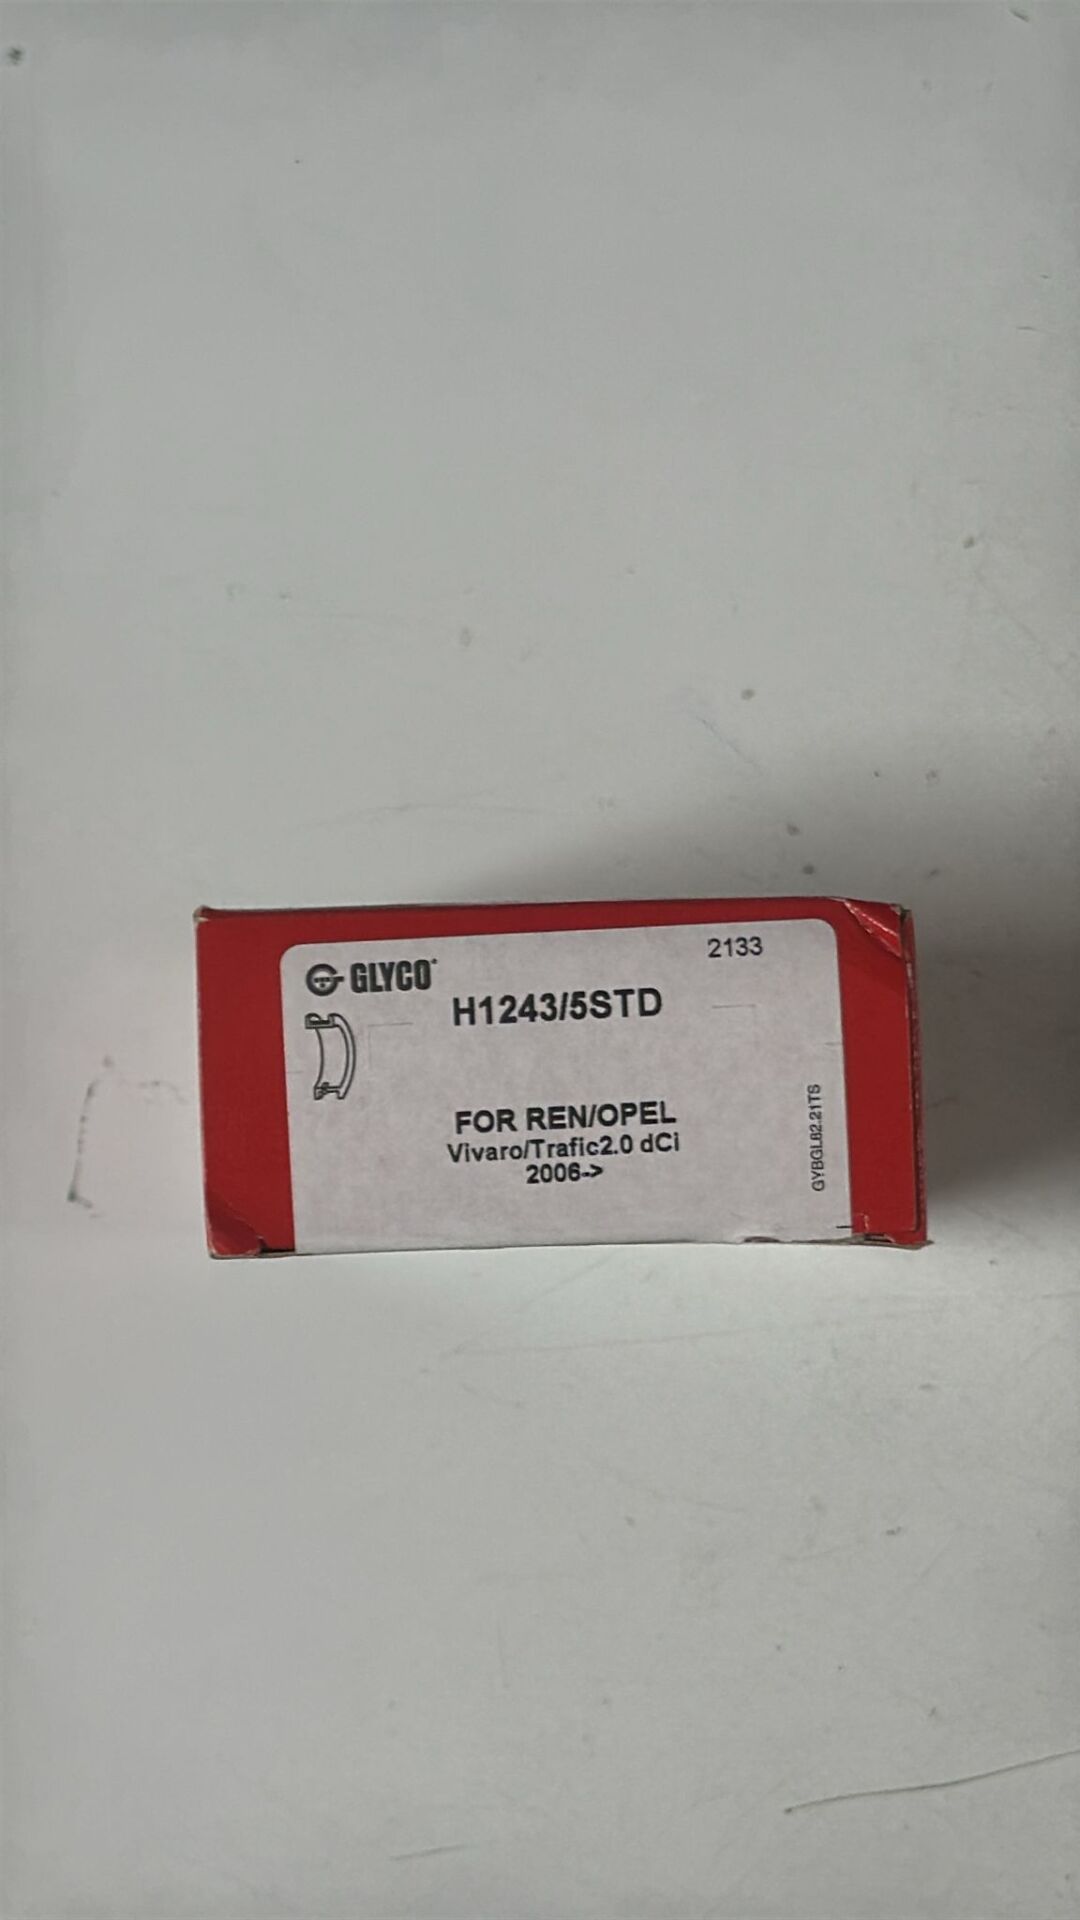 GLYCO
2133
H1243/5STD
FOR REN/OPEL
Vivaro/Trafic2.0 dCi
2006->
GYBGL82.21TS